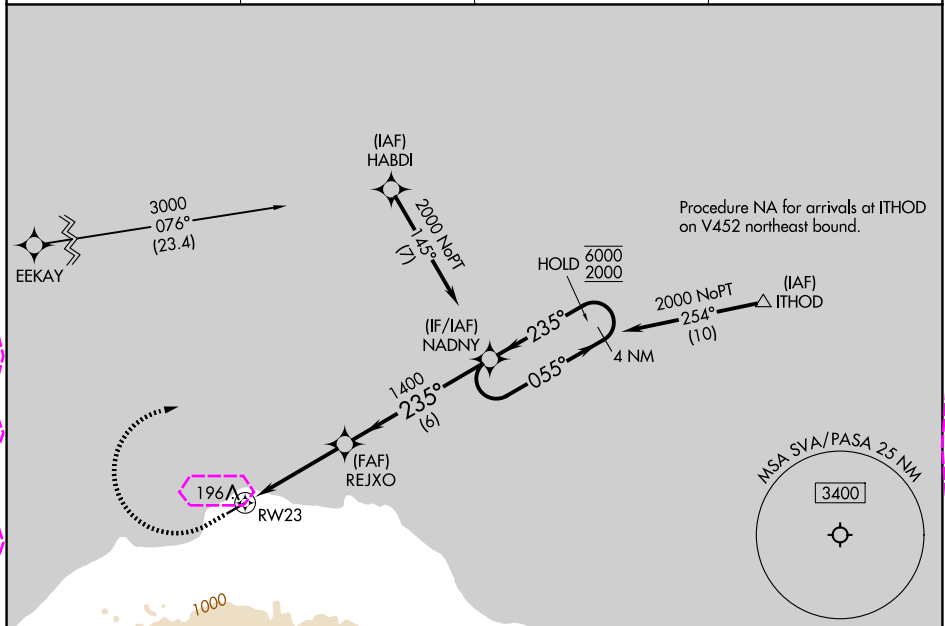 (IAF)
HABDI
3000
076°
(23.4)
EEKAY
2000 NoPT
145°
(7)
Procedure NA for arrivals at ITHOD
on V452 northeast bound.
HOLD 6000
2000
(IAF)
ITHOD
2000 NoPT
254°
(10)
(IF/IAF)
NADNY
235°
055°
4 NM
1400
235°
(6)
(FAF)
REJXO
196
RW23
MSA SVA/PASA 25 NM
3400
1000